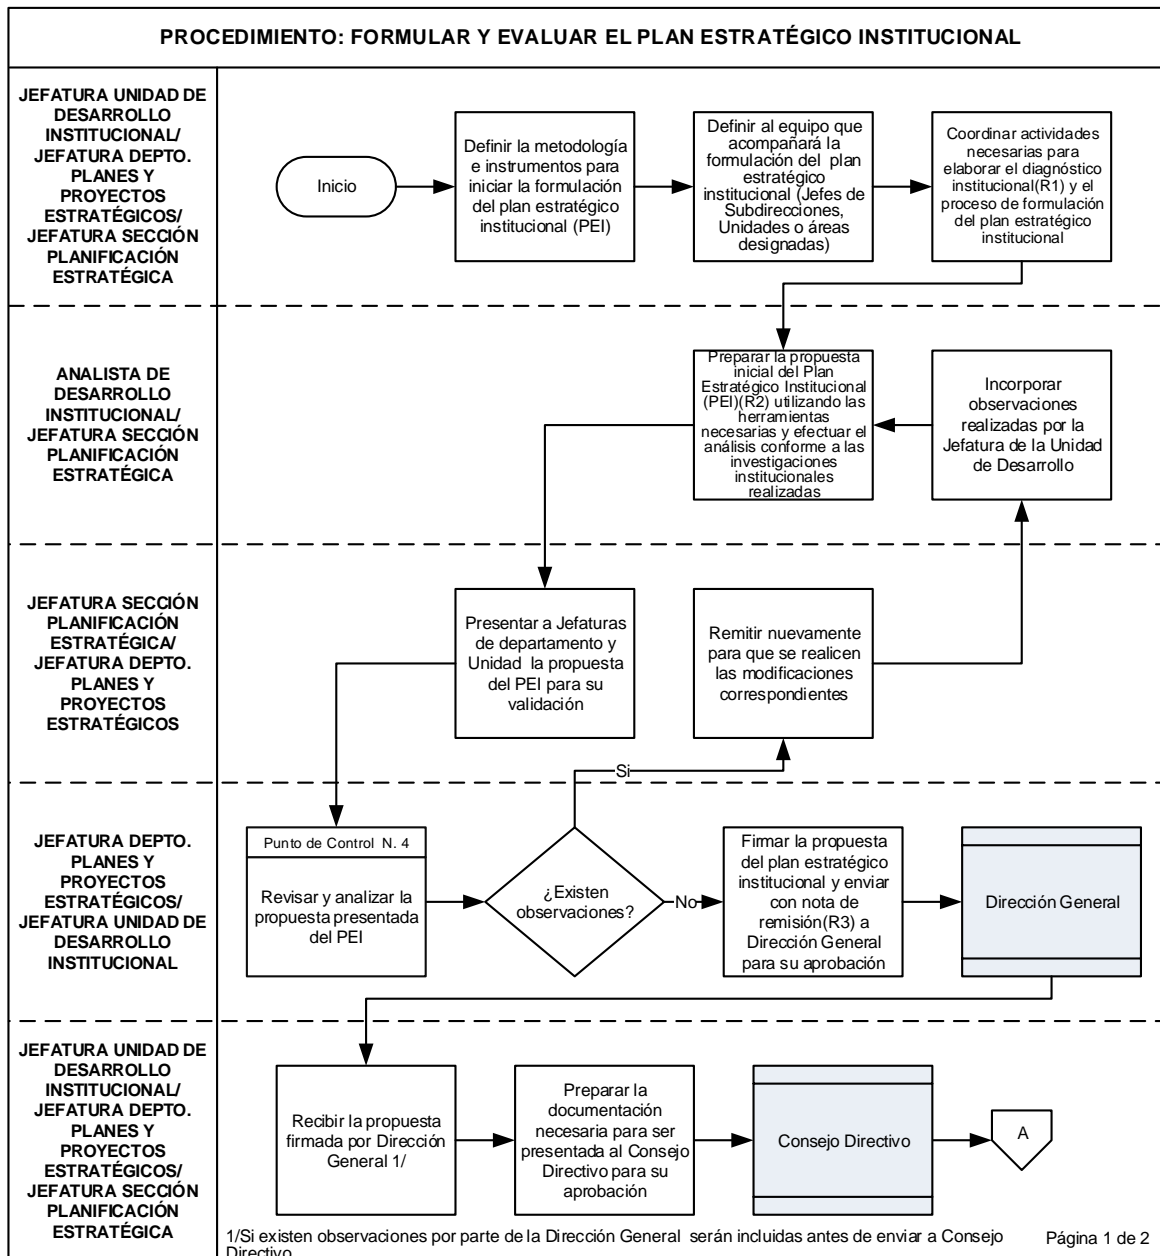 PROCEDIMIENTO: FORMULAR Y EVALUAR EL PLAN ESTRATÉGICO INSTITUCIONAL
JEFATURA UNIDAD DE
DESARROLLO
INSTITUCIONAL/
JEFATURA DEPTO.
PLANES Y
PROYECTOS
ESTRATÉGICOS/
JEFATURA SECCIÓN
PLANIFICACIÓN
ESTRATÉGICA
Inicio
Definir la metodología
e instrumentos para
iniciar la formulación
del plan estratégico
institucional (PEI)
Definir al equipo que
acompañará la
formulación del plan
estratégico
institucional (Jefes de
Subdirecciones,
Unidades o áreas
designadas)
Coordinar actividades
necesarias para
elaborar el diagnóstico
institucional(R1) y el
proceso de formulación
del plan estratégico
institucional
ANALISTA DE
DESARROLLO
INSTITUCIONAL/
JEFATURA SECCIÓN
PLANIFICACIÓN
ESTRATÉGICA
Preparar la propuesta
inicial del Plan
Estratégico Institucional
(PEI)(R2) utilizando las
herramientas
necesarias y efectuar el
análisis conforme a las
investigaciones
institucionales
realizadas
Incorporar
observaciones
realizadas por la
Jefatura de la Unidad
de Desarrollo
JEFATURA SECCIÓN
PLANIFICACIÓN
ESTRATÉGICA/
JEFATURA DEPTO.
PLANES Y
PROYECTOS
ESTRATÉGICOS
Presentar a Jefaturas
de departamento y
Unidad la propuesta
del PEI para su
validación
Remitir nuevamente
para que se realicen
las modificaciones
correspondientes
Si
JEFATURA DEPTO.
PLANES Y
PROYECTOS
ESTRATÉGICOS/
JEFATURA UNIDAD DE
DESARROLLO
INSTITUCIONAL
Punto de Control N. 4
Revisar y analizar la
propuesta presentada
del PEI
¿Existen
observaciones?
No
Firmar la propuesta
del plan estratégico
institucional y enviar
con nota de
remisión(R3) a
Dirección General
para su aprobación
Dirección General
JEFATURA UNIDAD DE
DESARROLLO
INSTITUCIONAL/
JEFATURA DEPTO.
PLANES Y
PROYECTOS
ESTRATÉGICOS/
JEFATURA SECCIÓN
PLANIFICACIÓN
ESTRATÉGICA
Recibir la propuesta
firmada por Dirección
General 1/
Preparar la
documentación
necesaria para ser
presentada al Consejo
Directivo para su
aprobación
Consejo Directivo
A
1/Si existen observaciones por parte de la Dirección General serán incluidas antes de enviar a Consejo
Directivo
Página 1 de 2